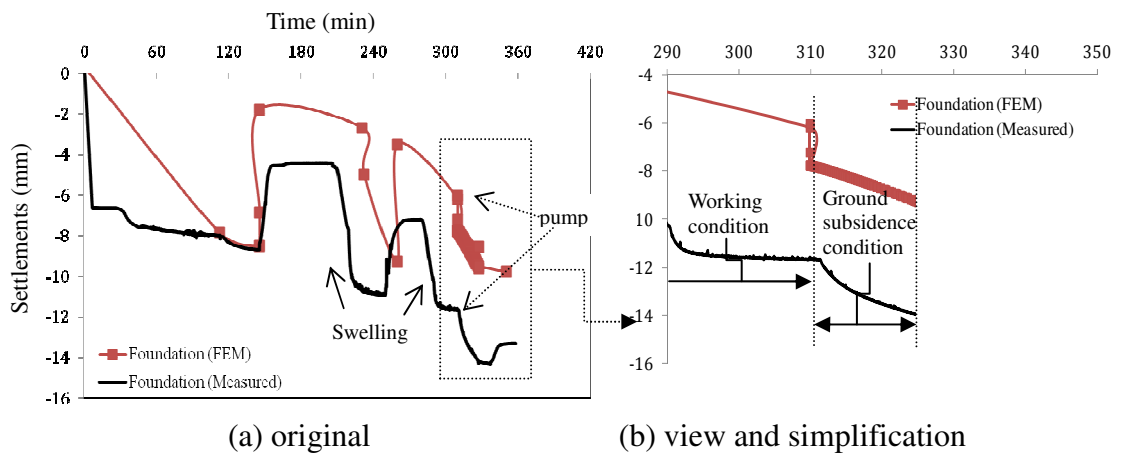 Time (min)
0 60 120 180 240 300 360 420
0
-2
-4
-6
-8
-10
-12
-14
-16
Settlements (mm)
pump
Swelling
Foundation (FEM)
Foundation (Measured)
(a) original
290 300 310 320 330 340 350
-4
-6
-8
10
-12
-14
-16
Foundation (FEM)
Foundation (Measured)
Working
condition
Ground
subsidence
condition
(b) view and simplification